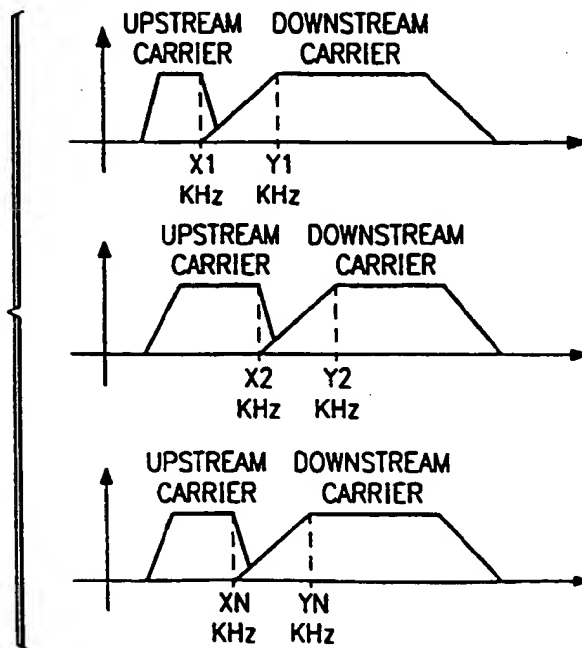 UPSTREAM DOWNSTREAM
CARRIER CARRIER
X1 Y1
KHz KHz
UPSTREAM DOWNSTREAM
CARRIER CARRIER
X2 Y2
KHz KHz
UPSTREAM DOWNSTREAM
CARRIER CARRIER
XN YN
KHz KHz